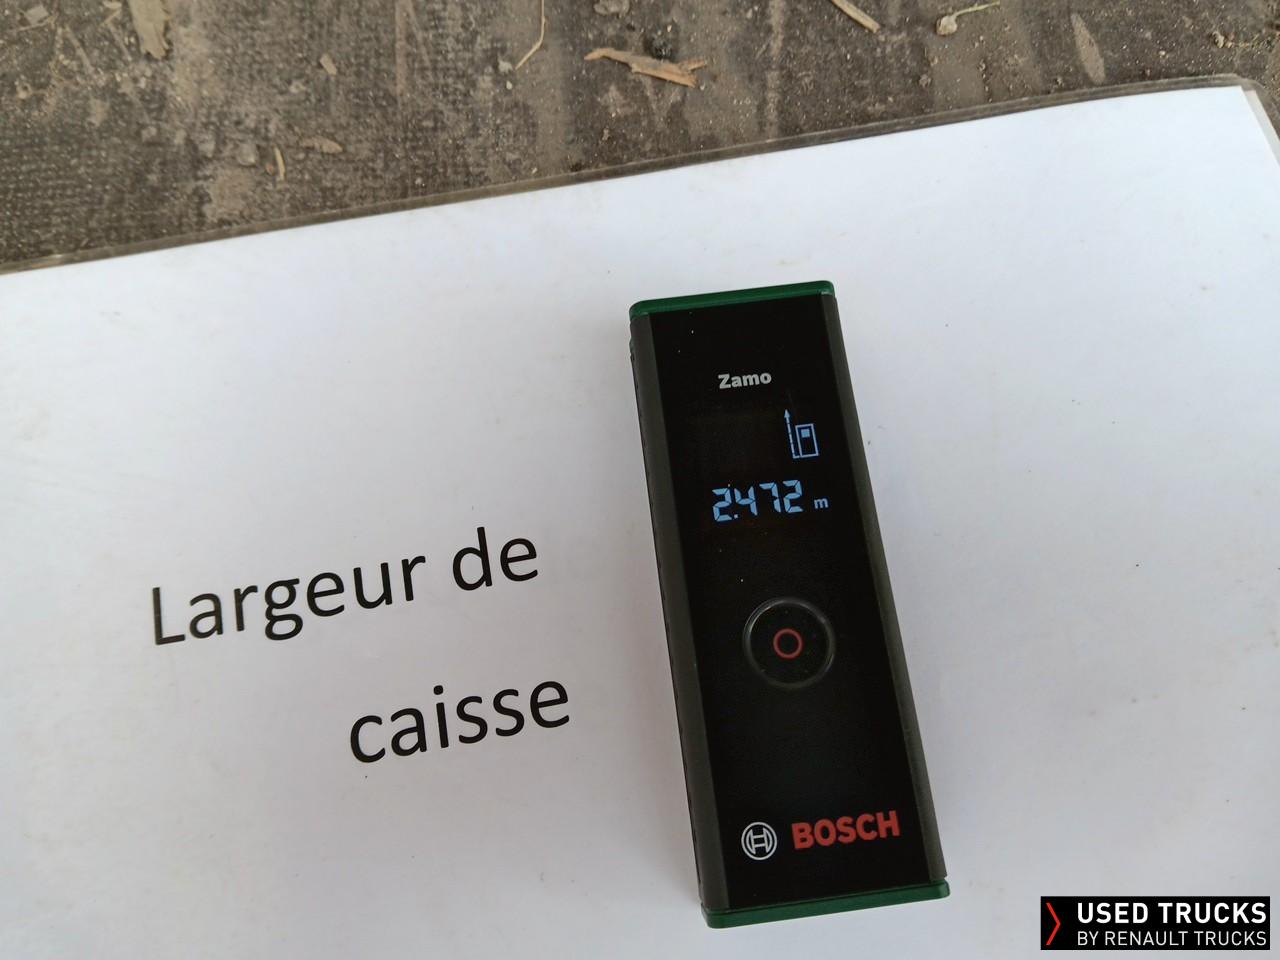 Zamo
2.472 m
Largeur de
caisse
BOSCH
USED TRUCKS
BY RENAULT TRUCKS